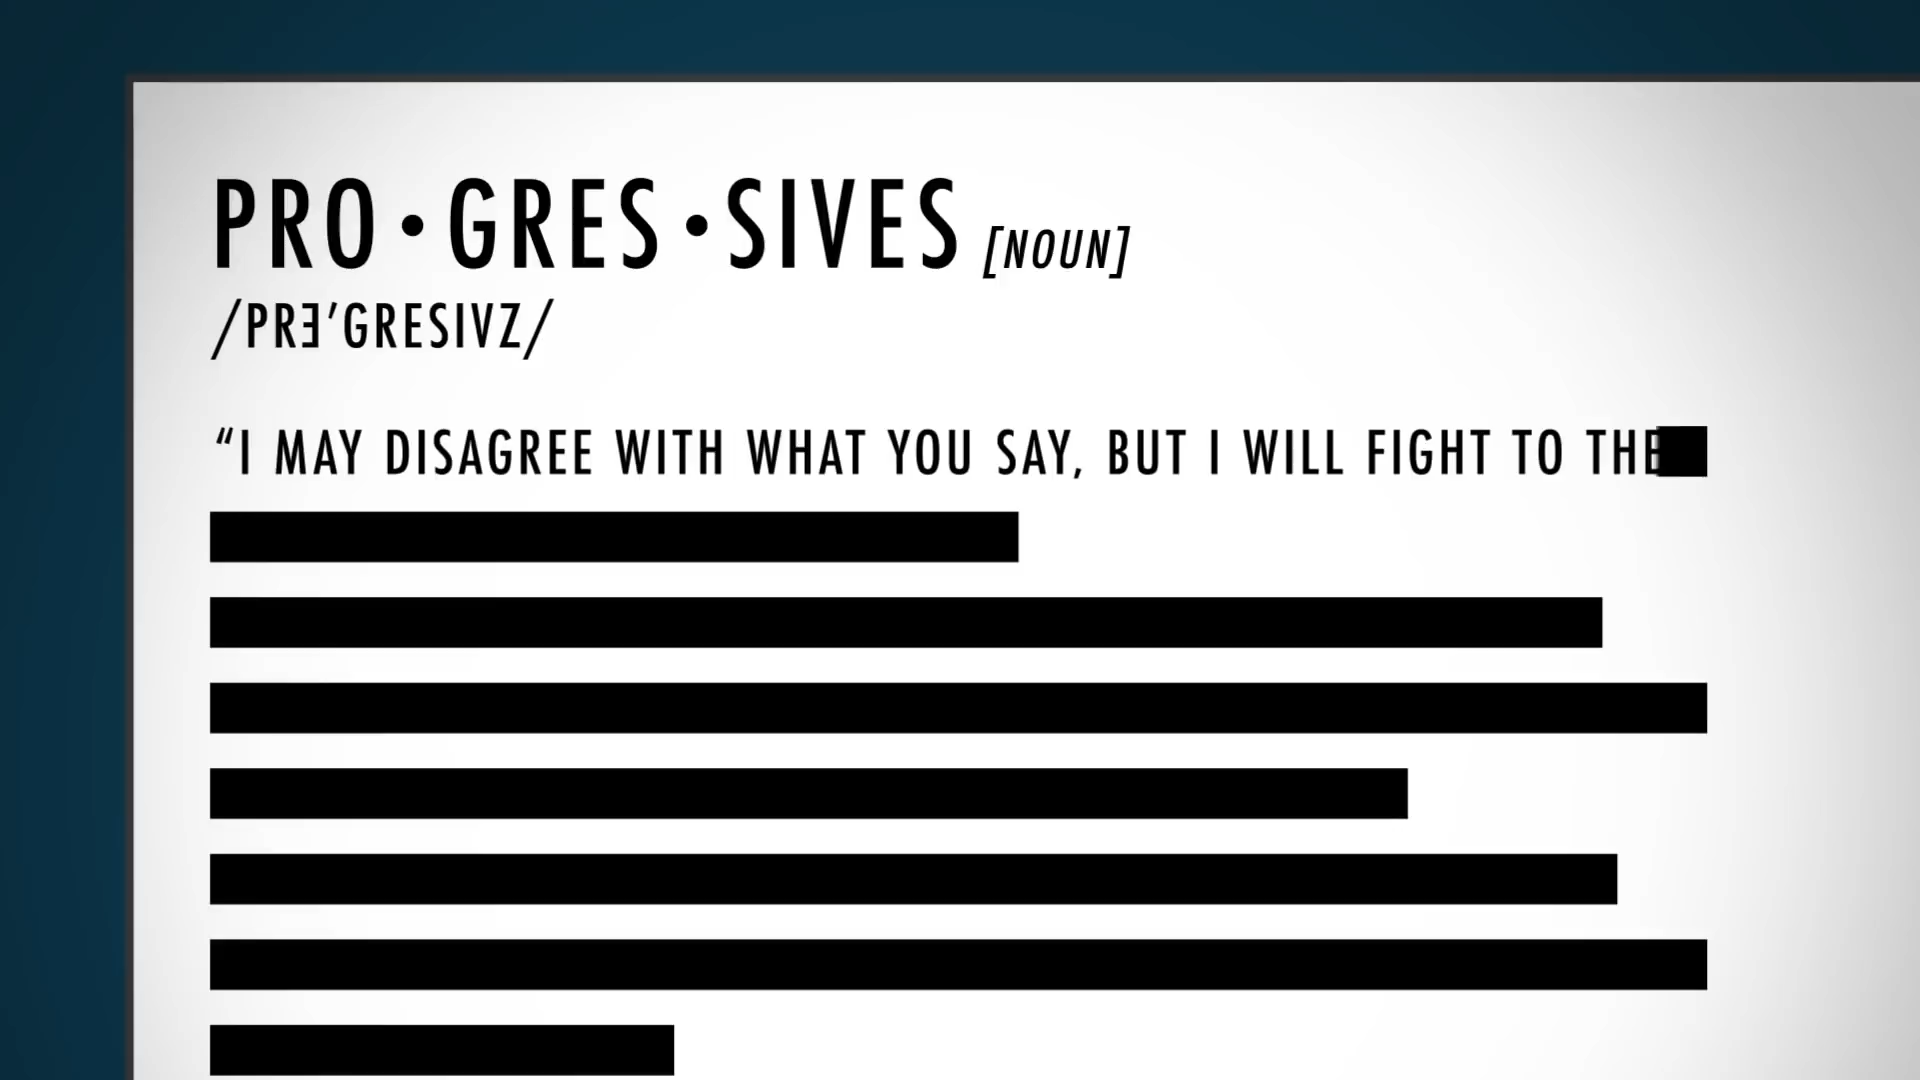 PRO•GRES•SIVES [NOUN]
/PRƎ'GRESIVZ/
“I MAY DISAGREE WITH WHAT YOU SAY, BUT I WILL FIGHT TO THE